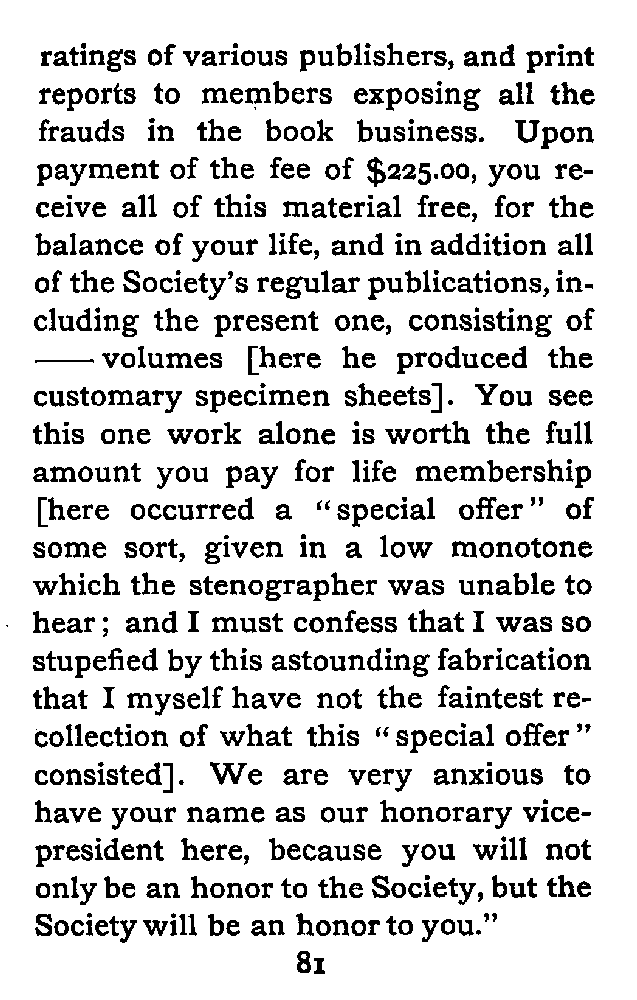 ratings of various publishers, and print
reports to members exposing all the
frauds in the book business. Upon
payment of the fee of $225.00, you re-
ceive all of this material free, for the
balance of your life, and in addition all
of the Society's regular publications, in-
cluding the present one, consisting of
—— volumes [here he produced the
customary specimen sheets]. You see
this one work alone is worth the full
amount you pay for life membership
[here occurred a "special offer" of
some sort, given in a low monotone
which the stenographer was unable to
hear; and I must confess that I was so
stupefied by this astounding fabrication
that I myself have not the faintest re-
collection of what this "special offer"
consisted]. We are very anxious to
have your name as our honorary vice-
president here, because you will not
only be an honor to the Society, but the
Society will be an honor to you."
81